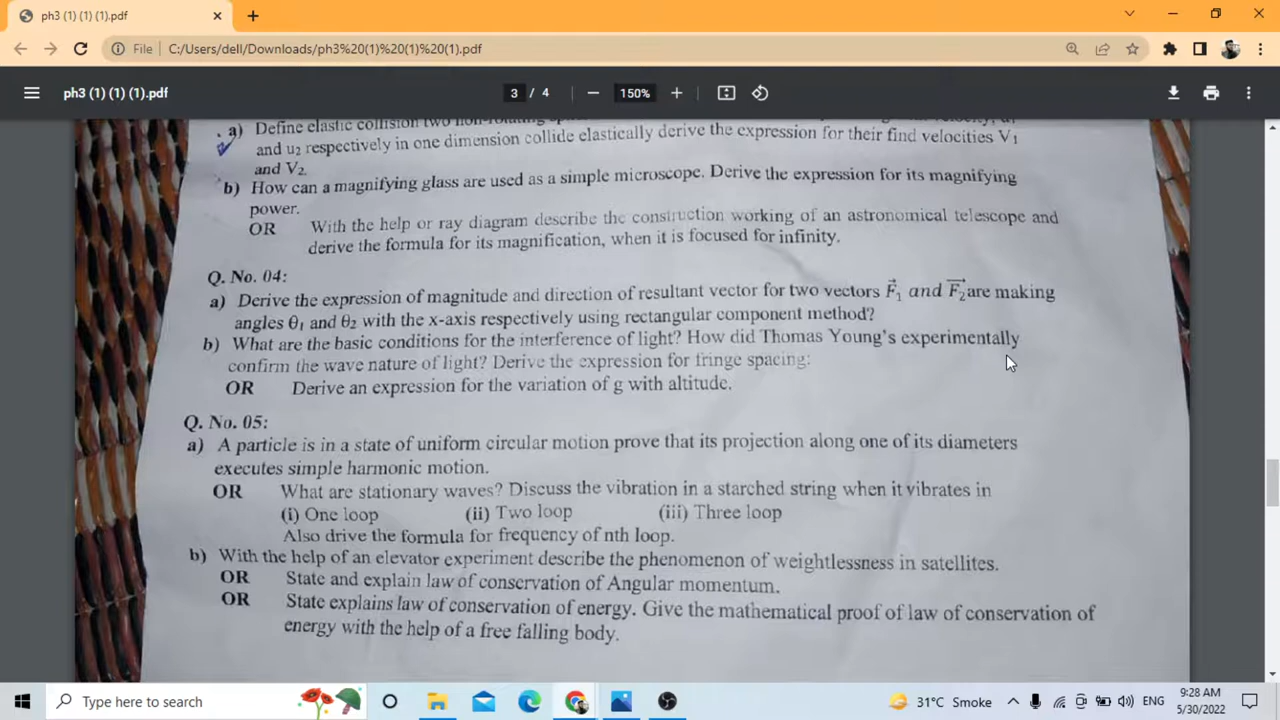 ph3 (1) (1) (1).pdf
File C:/Users/dell/Downloads/ph3%20(1)%20(1)%20(1).pdf
ph3 (1) (1) (1).pdf 3 / 4 150%
a) Define elastic collision two
and u2 respectively in one dimension collide elastically derive the expression for their find velocities V1
and V2.
b) How can a magnifying glass are used as a simple microscope. Derive the expression for its magnifying
power.
OR With the help or ray diagram describe the construction working of an astronomical telescope and
derive the formula for its magnification, when it is focused for infinity.
Q. No. 04:
a) Derive the expression of magnitude and direction of resultant vector for two vectors F⃗1 and F⃗2 are making
angles θ1 and θ2 with the x-axis respectively using rectangular component method?
b) What are the basic conditions for the interference of light? How did Thomas Young's experimentally
confirm the wave nature of light? Derive the expression for fringe spacing:
OR Derive an expression for the variation of g with altitude.
Q. No. 05:
a) A particle is in a state of uniform circular motion prove that its projection along one of its diameters
executes simple harmonic motion.
OR What are stationary waves? Discuss the vibration in a starched string when it vibrates in
(i) One loop (ii) Two loop (iii) Three loop
Also drive the formula for frequency of nth loop.
b) With the help of an elevator experiment describe the phenomenon of weightlessness in satellites.
OR State and explain law of conservation of Angular momentum.
OR State explains law of conservation of energy. Give the mathematical proof of law of conservation of
energy with the help of a free falling body.
Type here to search
31°C Smoke
ENG
9:28 AM
5/30/2022